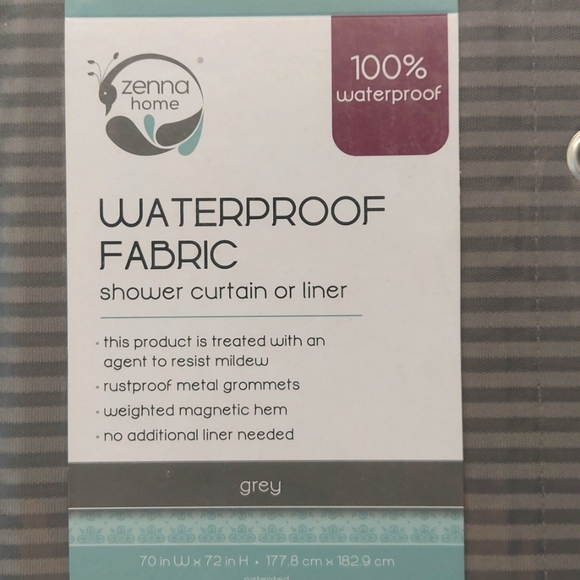 zenna®
home
100%
waterproof
WATERPROOF
FABRIC
shower curtain or liner
• this product is treated with an
agent to resist mildew
• rustproof metal grommets
• weighted magnetic hem
• no additional liner needed
grey
70 in W x 72 in H • 177.8 cm x 182.9 cm
patented